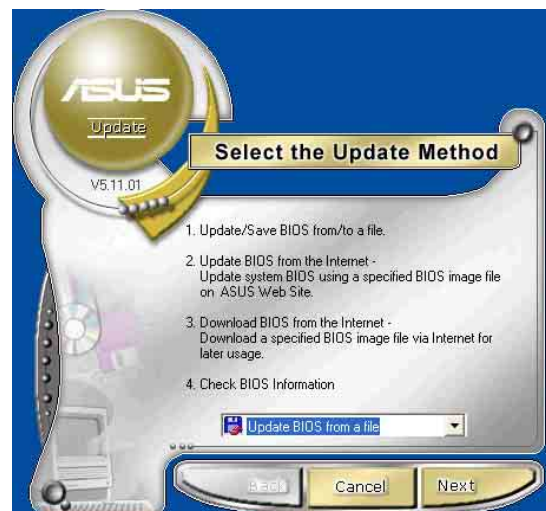 ASUS
Update
V5.11.01
Select the Update Method
1. Update/Save BIOS from/to a file.
2. Update BIOS from the Internet -
Update system BIOS using a specified BIOS image file
on ASUS Web Site.
3. Download BIOS from the Internet -
Download a specified BIOS image file via Internet for
later usage.
4. Check BIOS Information
Update BIOS from a file
Back
Cancel
Next